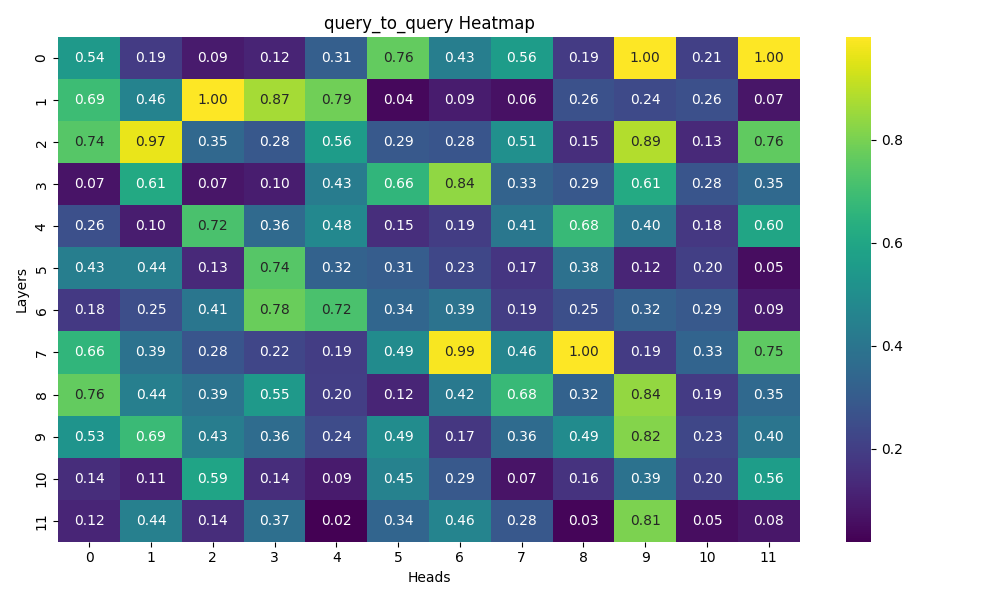 query_to_query Heatmap
0 0.54 0.19 0.09 0.12 0.31 0.76 0.43 0.56 0.19 1.00 0.21 1.00
1 0.69 0.46 1.00 0.87 0.79 0.04 0.09 0.06 0.26 0.24 0.26 0.07
2 0.74 0.97 0.35 0.28 0.56 0.29 0.28 0.51 0.15 0.89 0.13 0.76
3 0.07 0.61 0.07 0.10 0.43 0.66 0.84 0.33 0.29 0.61 0.28 0.35
4 0.26 0.10 0.72 0.36 0.48 0.15 0.19 0.41 0.68 0.40 0.18 0.60
5 0.43 0.44 0.13 0.74 0.32 0.31 0.23 0.17 0.38 0.12 0.20 0.05
6 0.18 0.25 0.41 0.78 0.72 0.34 0.39 0.19 0.25 0.32 0.29 0.09
7 0.66 0.39 0.28 0.22 0.19 0.49 0.99 0.46 1.00 0.19 0.33 0.75
8 0.76 0.44 0.39 0.55 0.20 0.12 0.42 0.68 0.32 0.84 0.19 0.35
9 0.53 0.69 0.43 0.36 0.24 0.49 0.17 0.36 0.49 0.82 0.23 0.40
10 0.14 0.11 0.59 0.14 0.09 0.45 0.29 0.07 0.16 0.39 0.20 0.56
11 0.12 0.44 0.14 0.37 0.02 0.34 0.46 0.28 0.03 0.81 0.05 0.08
0 1 2 3 4 5 6 7 8 9 10 11
Heads
Layers
0.8
0.6
0.4
0.2